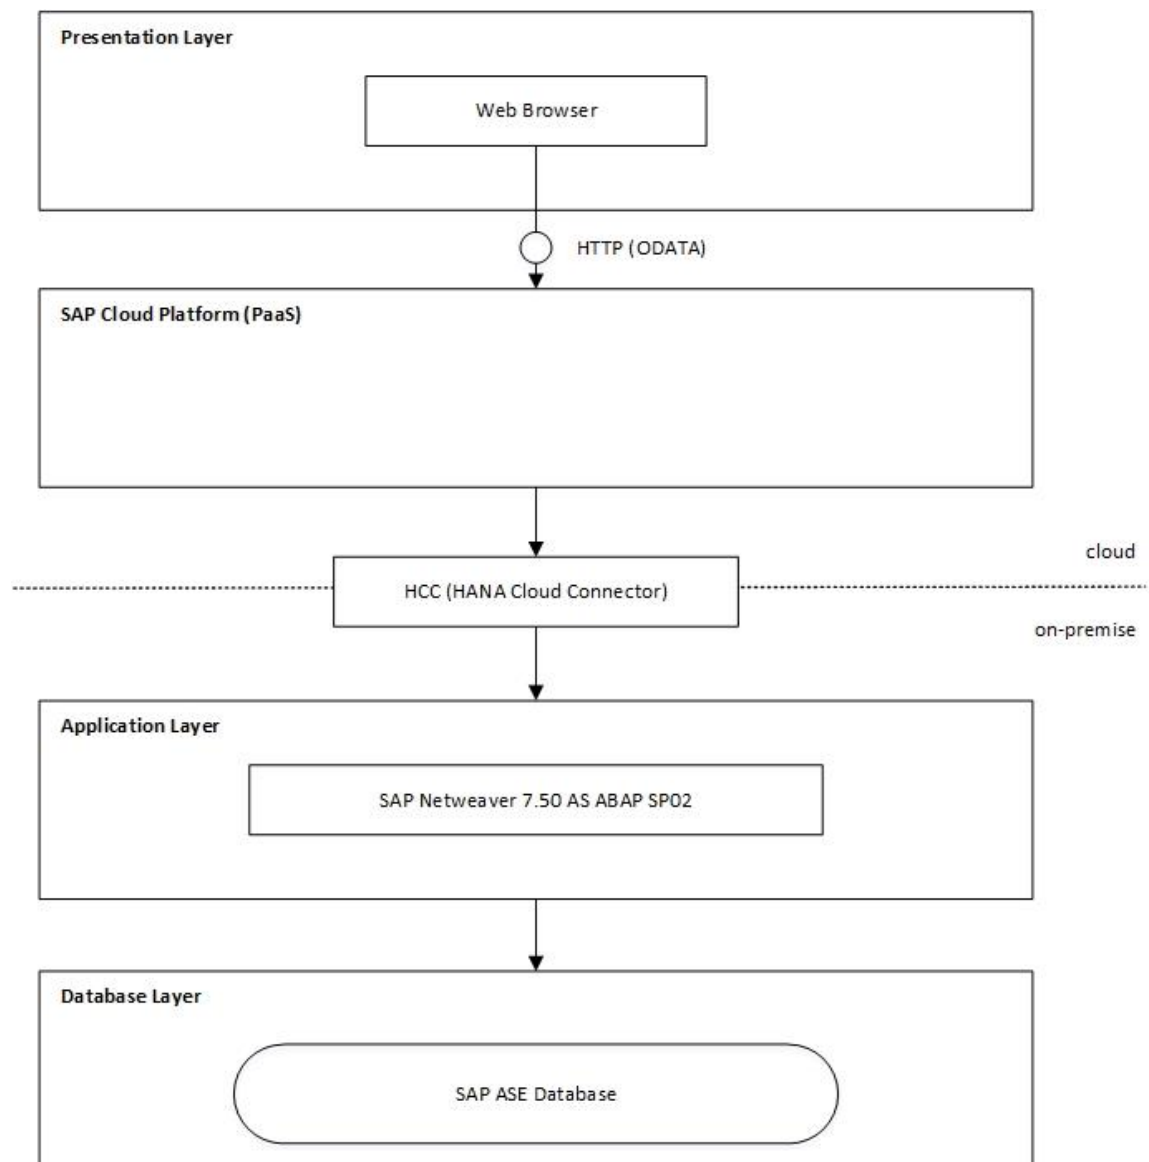 Presentation Layer
Web Browser
HTTP (ODATA)
SAP Cloud Platform (PaaS)
cloud
HCC (HANA Cloud Connector)
on-premise
Application Layer
SAP Netweaver 7.50 AS ABAP SP02
Database Layer
SAP ASE Database